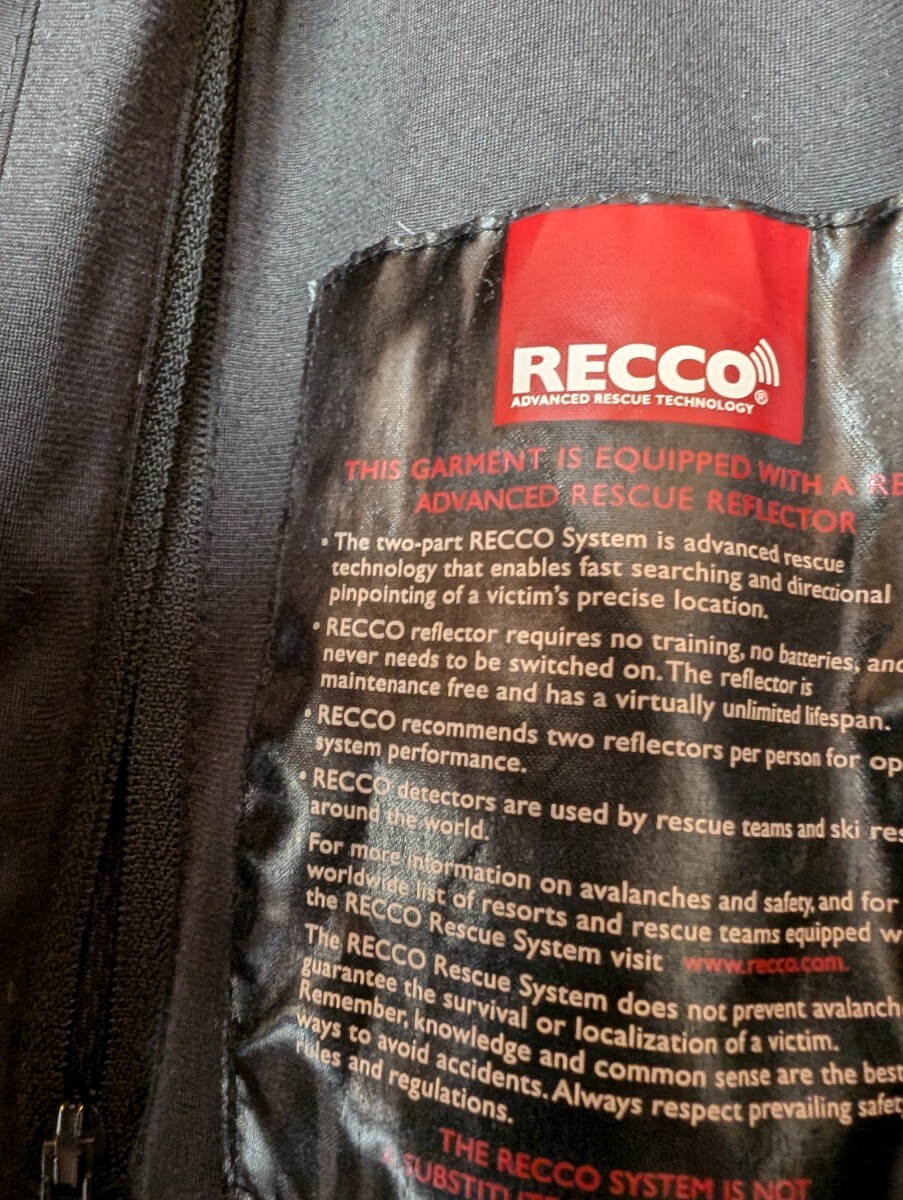 RECCO®
ADVANCED RESCUE TECHNOLOGY
THIS GARMENT IS EQUIPPED WITH A RE
ADVANCED RESCUE REFLECTOR
• The two-part RECCO System is advanced rescue
technology that enables fast searching and directional
pinpointing of a victim's precise location.
• RECCO reflector requires no training, no batteries, and
never needs to be switched on. The reflector is
maintenance free and has a virtually unlimited lifespan.
• RECCO recommends two reflectors per person for op
system performance.
• RECCO detectors are used by rescue teams and ski res
around the world.
For more information on avalanches and safety, and for
worldwide list of resorts and rescue teams equipped w
the RECCO Rescue System visit www.recco.com.
The RECCO Rescue System does not prevent avalanch
guarantee the survival or localization of a victim.
Remember, knowledge and common sense are the best
ways to avoid accidents. Always respect prevailing safet
rules and regulations.
THE RECCO SYSTEM IS NOT
A SUBSTITUTE